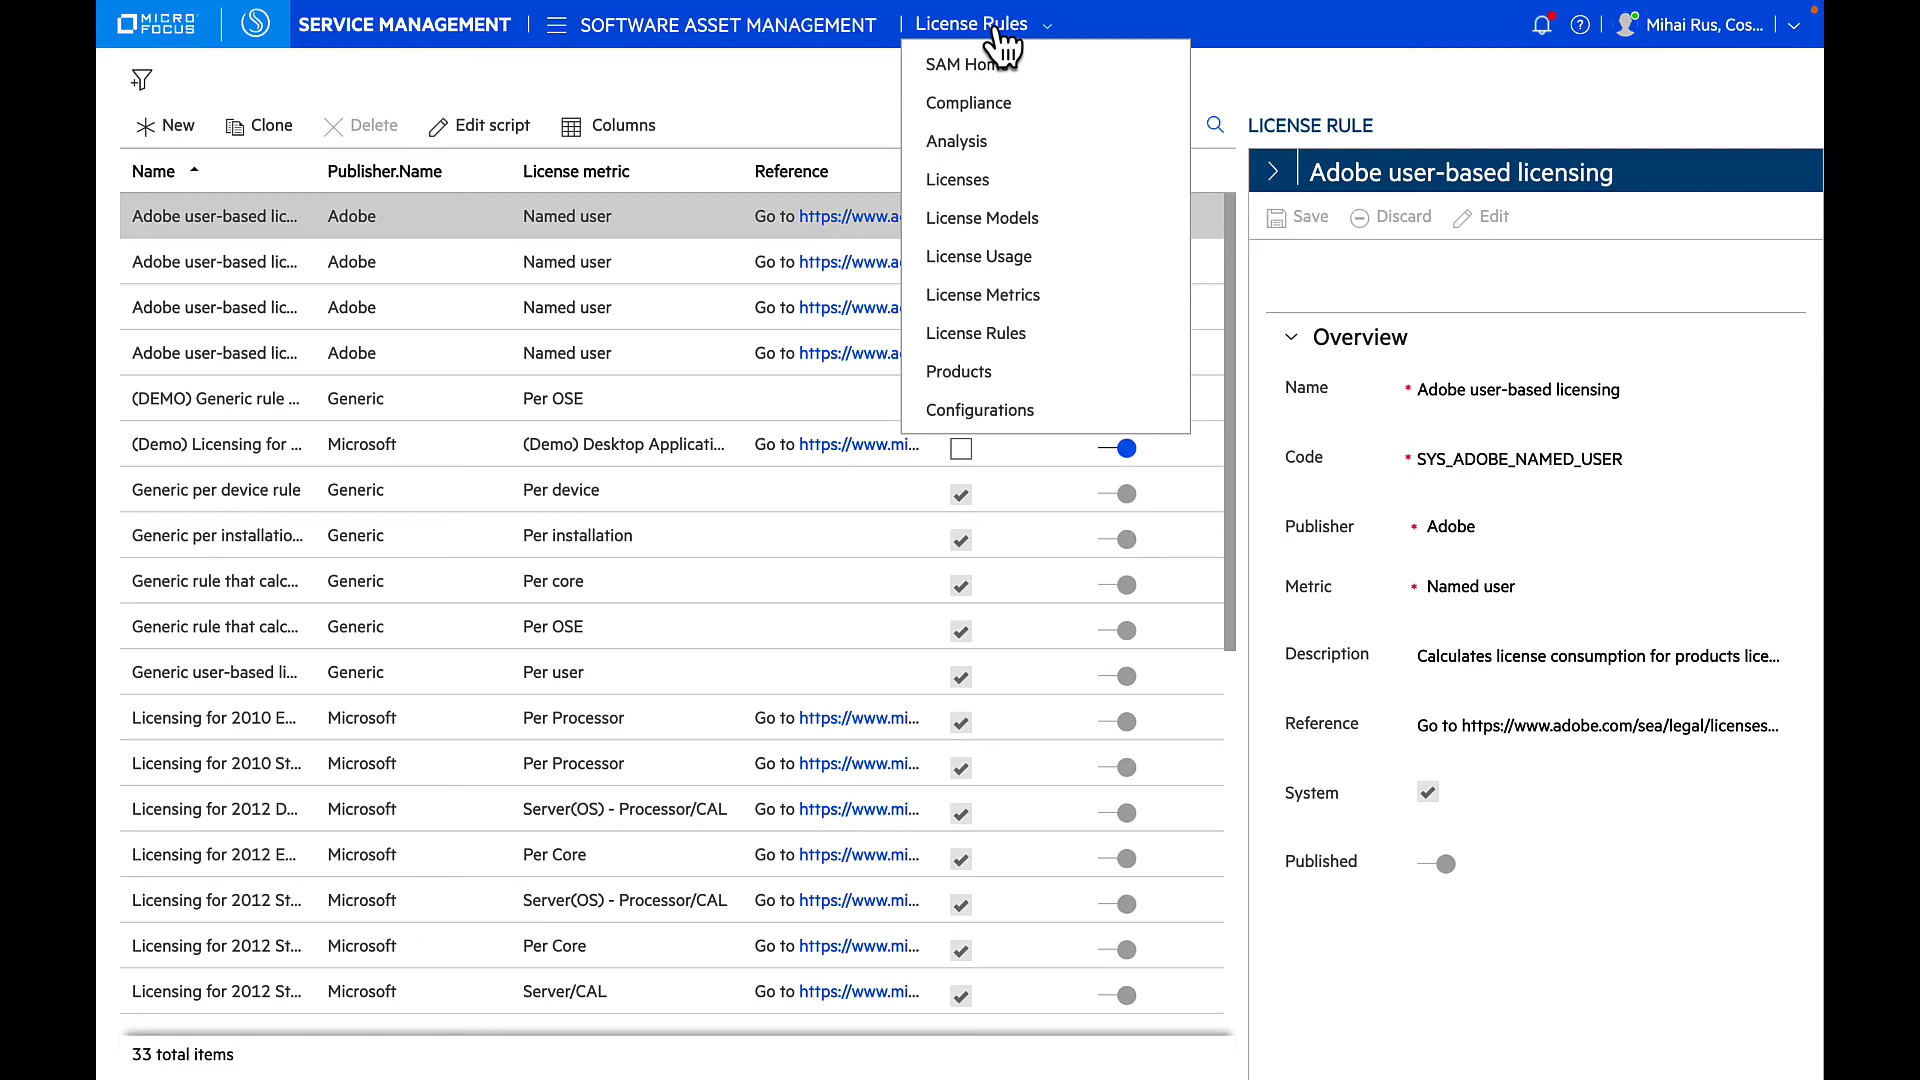 MICRO FOCUS SERVICE MANAGEMENT SOFTWARE ASSET MANAGEMENT License Rules Mihai Rus, Cos...
SAM Home
Compliance
Analysis
Licenses
License Models
License Usage
License Metrics
License Rules
Products
Configurations
New Clone Delete Edit script Columns
Name Publisher.Name License metric Reference
Adobe user-based lic... Adobe Named user Go to https://www.a
Adobe user-based lic... Adobe Named user Go to https://www.a
Adobe user-based lic... Adobe Named user Go to https://www.a
Adobe user-based lic... Adobe Named user Go to https://www.a
(DEMO) Generic rule ... Generic Per OSE
(Demo) Licensing for ... Microsoft (Demo) Desktop Applicati... Go to https://www.mi...
Generic per device rule Generic Per device
Generic per installatio... Generic Per installation
Generic rule that calc... Generic Per core
Generic rule that calc... Generic Per OSE
Generic user-based li... Generic Per user
Licensing for 2010 E... Microsoft Per Processor Go to https://www.mi...
Licensing for 2010 St... Microsoft Per Processor Go to https://www.mi...
Licensing for 2012 D... Microsoft Server(OS) - Processor/CAL Go to https://www.mi...
Licensing for 2012 E... Microsoft Per Core Go to https://www.mi...
Licensing for 2012 St... Microsoft Server(OS) - Processor/CAL Go to https://www.mi...
Licensing for 2012 St... Microsoft Per Core Go to https://www.mi...
Licensing for 2012 St... Microsoft Server/CAL Go to https://www.mi...
33 total items
LICENSE RULE
Adobe user-based licensing
Save Discard Edit
Overview
Name * Adobe user-based licensing
Code * SYS_ADOBE_NAMED_USER
Publisher * Adobe
Metric * Named user
Description Calculates license consumption for products lice...
Reference Go to https://www.adobe.com/sea/legal/licenses...
System
Published